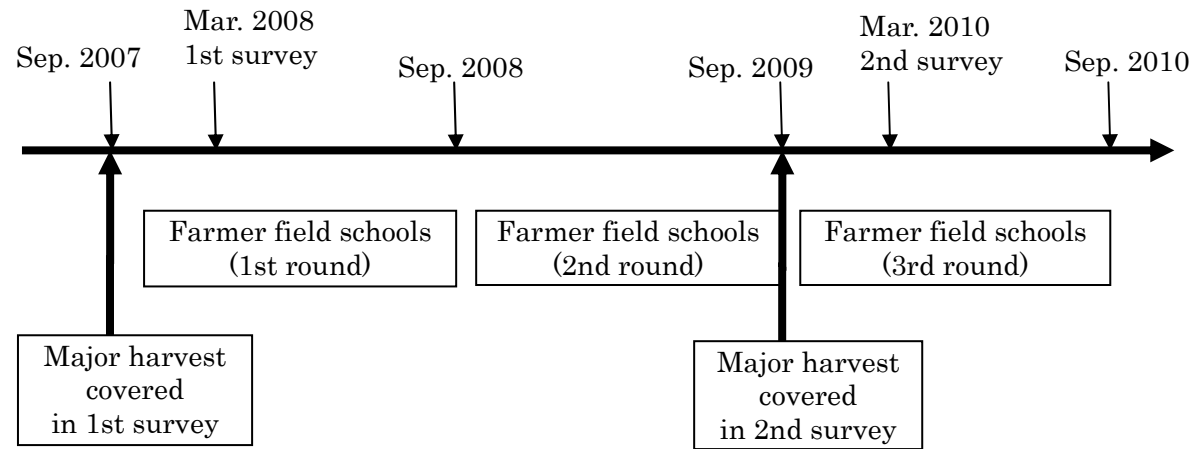 Sep. 2007
Mar. 2008
1st survey
Sep. 2008
Sep. 2009
Mar. 2010
2nd survey
Sep. 2010
Farmer field schools
(1st round)
Farmer field schools
(2nd round)
Farmer field schools
(3rd round)
Major harvest
covered
in 1st survey
Major harvest
covered
in 2nd survey